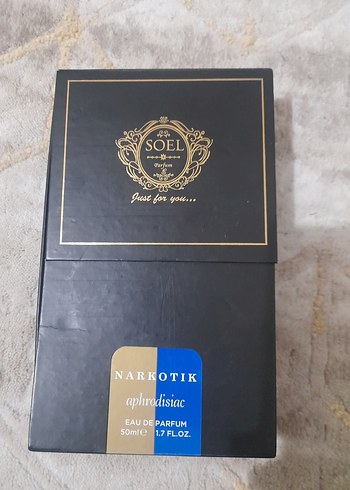 SOEL
Parfum
Just for you...
NARKOTIK
aphrodisiac
EAU DE PARFUM
50ml℮ 1.7 FL.OZ.